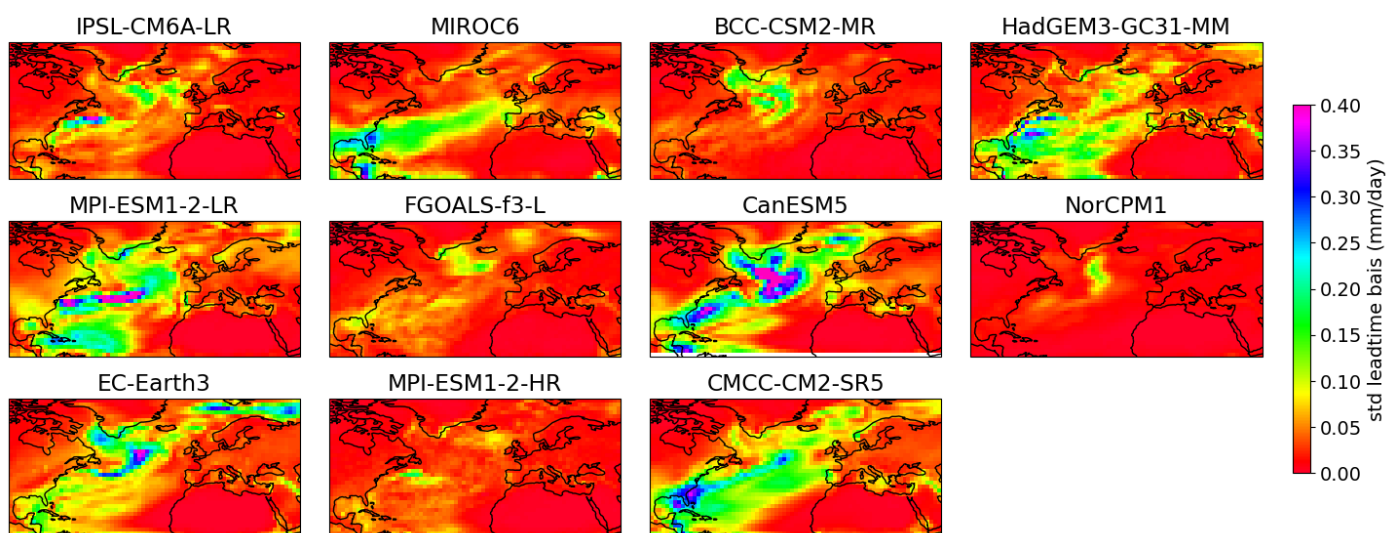 IPSL-CM6A-LR
MIROC6
BCC-CSM2-MR
HadGEM3-GC31-MM
MPI-ESM1-2-LR
FGOALS-f3-L
CanESM5
NorCPM1
EC-Earth3
MPI-ESM1-2-HR
CMCC-CM2-SR5
0.40
0.35
0.30
0.25
0.20
0.15
0.10
0.05
0.00
std leadtime bais (mm/day)